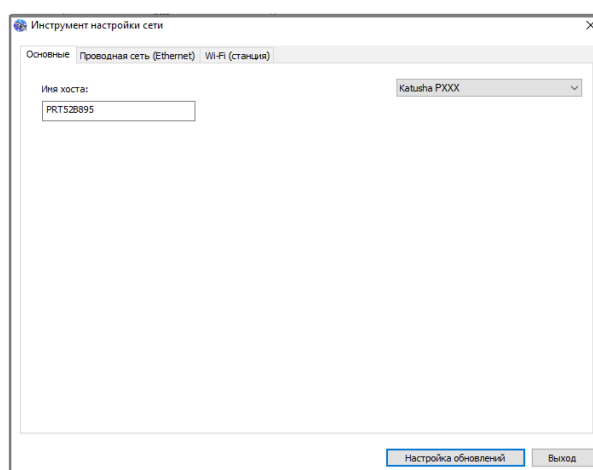 Инструмент настройки сети
Основные Проводная сеть (Ethernet) Wi-Fi (станция)
Имя хоста:
Katusha PXXX
PRT52B895
Настройка обновлений Выход